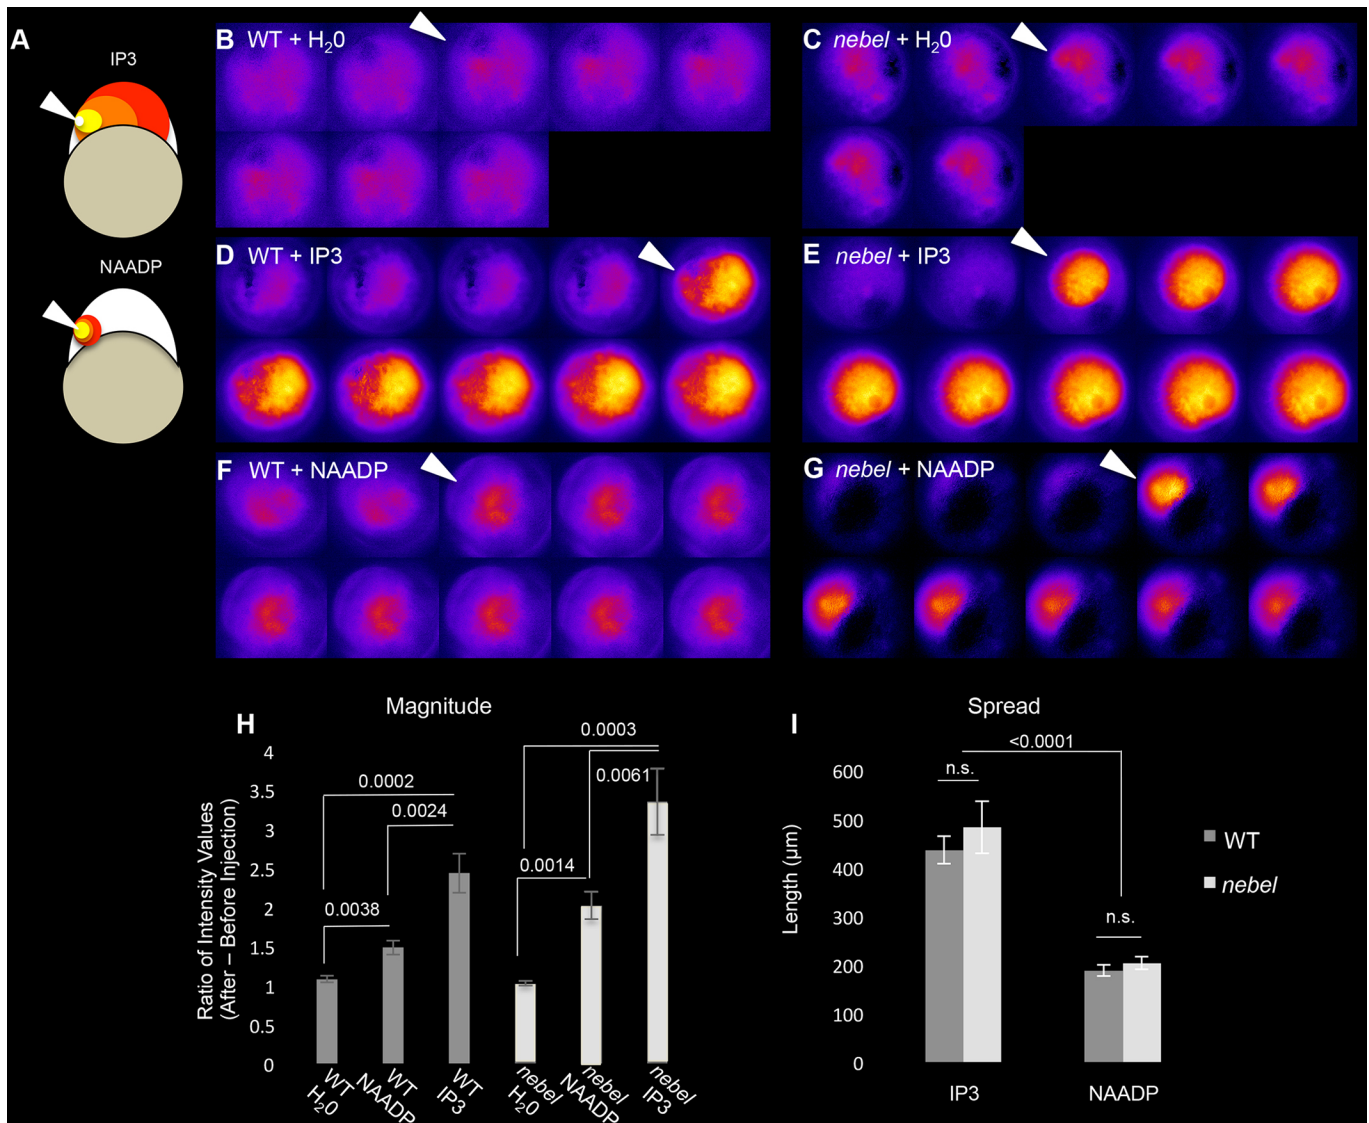 A
IP3
NAADP
B WT + H₂0
C nebel + H₂0
D WT + IP3
E nebel + IP3
F WT + NAADP
G nebel + NAADP
H
Magnitude
Ratio of Intensity Values
(After – Before Injection)
4
3.5
3
2.5
2
1.5
1
0.5
0
0.0002
0.0024
0.0038
0.0003
0.0061
0.0014
WT
H₂0
WT
NAADP
WT
IP3
nebel
H₂0
nebel
NAADP
nebel
IP3
I
Spread
Length (µm)
600
500
400
300
200
100
0
<0.0001
n.s.
n.s.
IP3
NAADP
WT
nebel